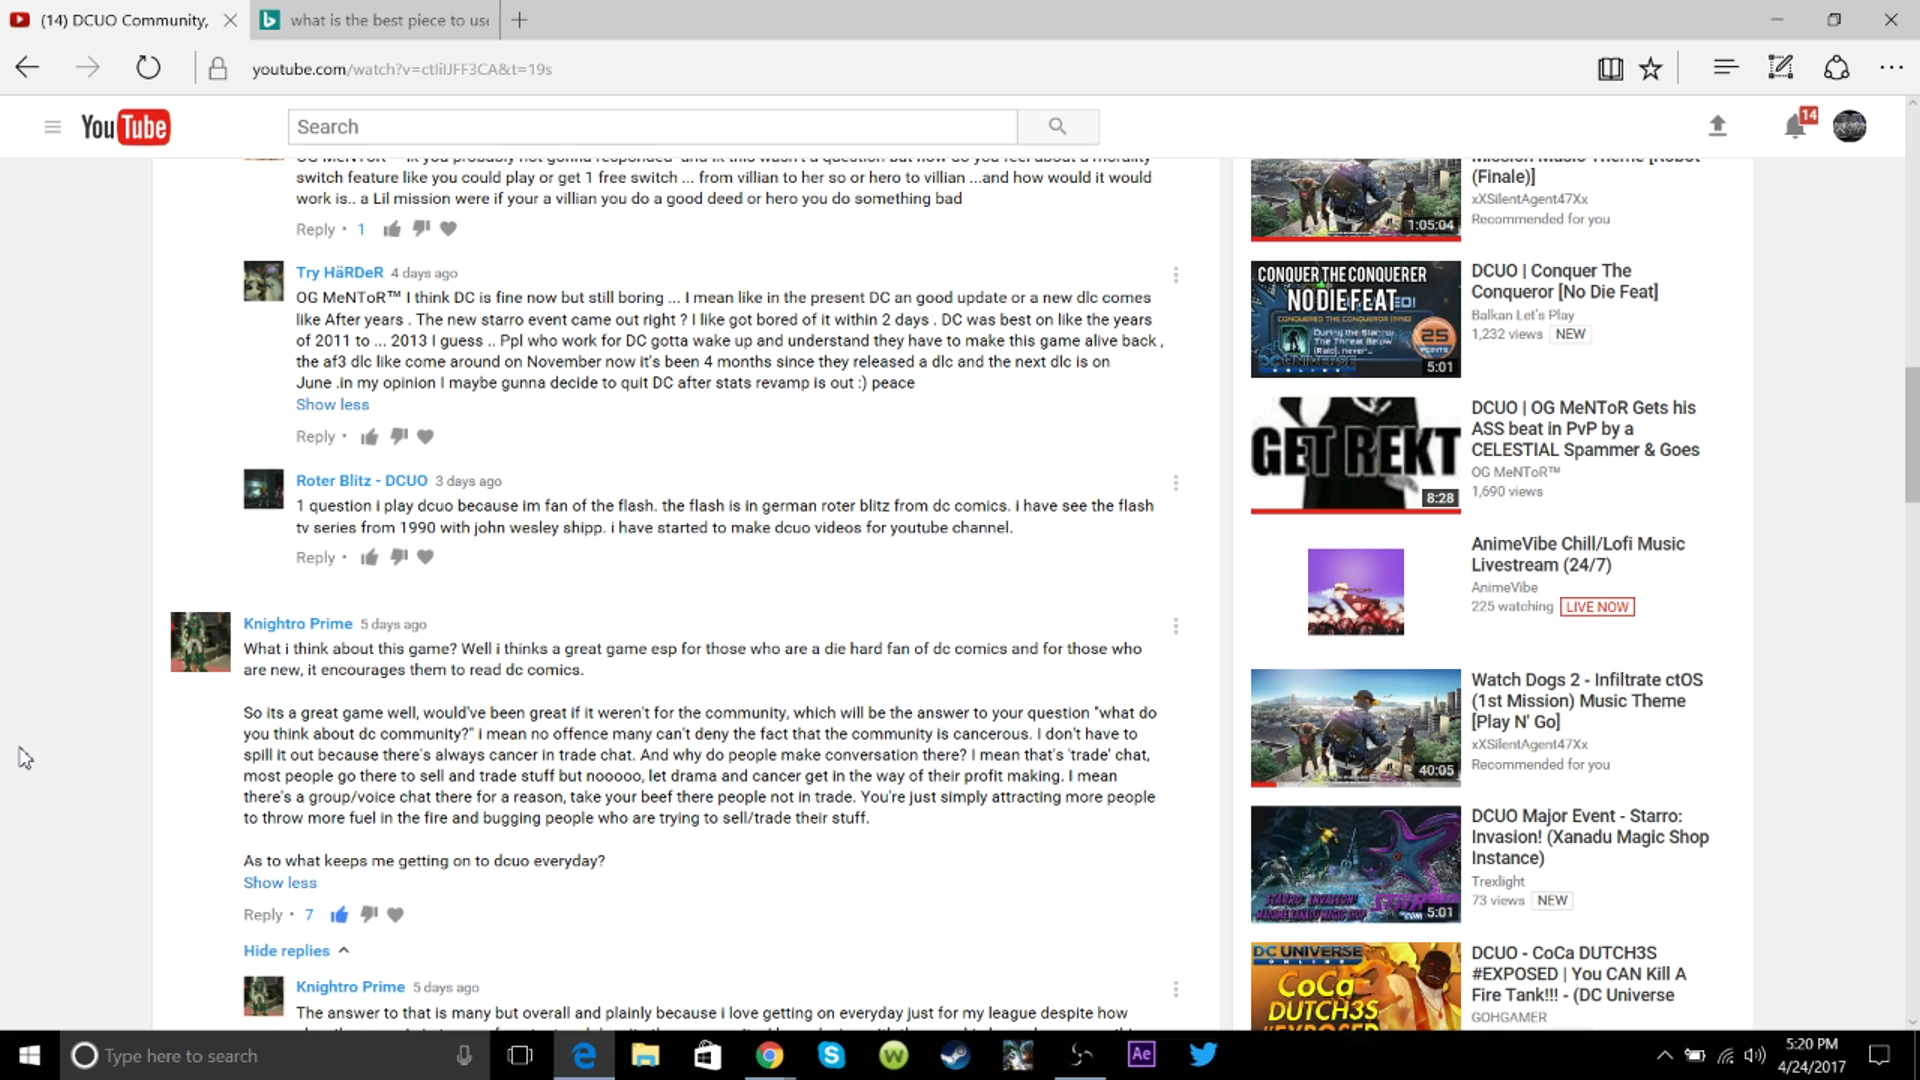 (14) DCUO Community,
what is the best piece to use
youtube.com/watch?v=ctIiIJFF3CA&t=19s
YouTube
Search
14
switch feature like you could play or get 1 free switch ... from villian to her so or hero to villian ...and how would it would
work is.. a Lil mission were if your a villian you do a good deed or hero you do something bad
Reply • 1
Try HäRDeR 4 days ago
OG MeNToR™ I think DC is fine now but still boring ... I mean like in the present DC an good update or a new dlc comes
like After years . The new starro event came out right ? I like got bored of it within 2 days . DC was best on like the years
of 2011 to ... 2013 I guess .. Ppl who work for DC gotta wake up and understand they have to make this game alive back ,
the af3 dlc like come around on November now it's been 4 months since they released a dlc and the next dlc is on
June .in my opinion I maybe gunna decide to quit DC after stats revamp is out :) peace
Show less
Reply •
Roter Blitz - DCUO 3 days ago
1 question i play dcuo because im fan of the flash. the flash is in german roter blitz from dc comics. i have see the flash
tv series from 1990 with john wesley shipp. i have started to make dcuo videos for youtube channel.
Reply •
Knightro Prime 5 days ago
What i think about this game? Well i thinks a great game esp for those who are a die hard fan of dc comics and for those who
are new, it encourages them to read dc comics.
So its a great game well, would've been great if it weren't for the community, which will be the answer to your question "what do
you think about dc community?" i mean no offence many can't deny the fact that the community is cancerous. I don't have to
spill it out because there's always cancer in trade chat. And why do people make conversation there? I mean that's 'trade' chat,
most people go there to sell and trade stuff but nooooo, let drama and cancer get in the way of their profit making. I mean
there's a group/voice chat there for a reason, take your beef there people not in trade. You're just simply attracting more people
to throw more fuel in the fire and bugging people who are trying to sell/trade their stuff.
As to what keeps me getting on to dcuo everyday?
Show less
Reply • 7
Hide replies
Knightro Prime 5 days ago
The answer to that is many but overall and plainly because i love getting on everyday just for my league despite how
Mission Music Theme [Robot
(Finale)]
xXSilentAgent47Xx
Recommended for you
1:05:04
CONQUER THE CONQUERER
NO DIE FEAT
25
POINTS
5:01
DCUO | Conquer The
Conqueror [No Die Feat]
Balkan Let's Play
1,232 views NEW
GET REKT
8:28
DCUO | OG MeNToR Gets his
ASS beat in PvP by a
CELESTIAL Spammer & Goes
OG MeNToR™
1,690 views
AnimeVibe Chill/Lofi Music
Livestream (24/7)
AnimeVibe
225 watching LIVE NOW
40:05
Watch Dogs 2 - Infiltrate ctOS
(1st Mission) Music Theme
[Play N' Go]
xXSilentAgent47Xx
Recommended for you
STARRO: INVASION!
5:01
DCUO Major Event - Starro:
Invasion! (Xanadu Magic Shop
Instance)
Trexlight
73 views NEW
DC UNIVERSE
ONLINE
CoCa
DUTCH3S
#EXPOSED
DCUO - CoCa DUTCH3S
#EXPOSED | You CAN Kill A
Fire Tank!!! - (DC Universe
GOHGAMER
Type here to search
Ae
5:20 PM
4/24/2017